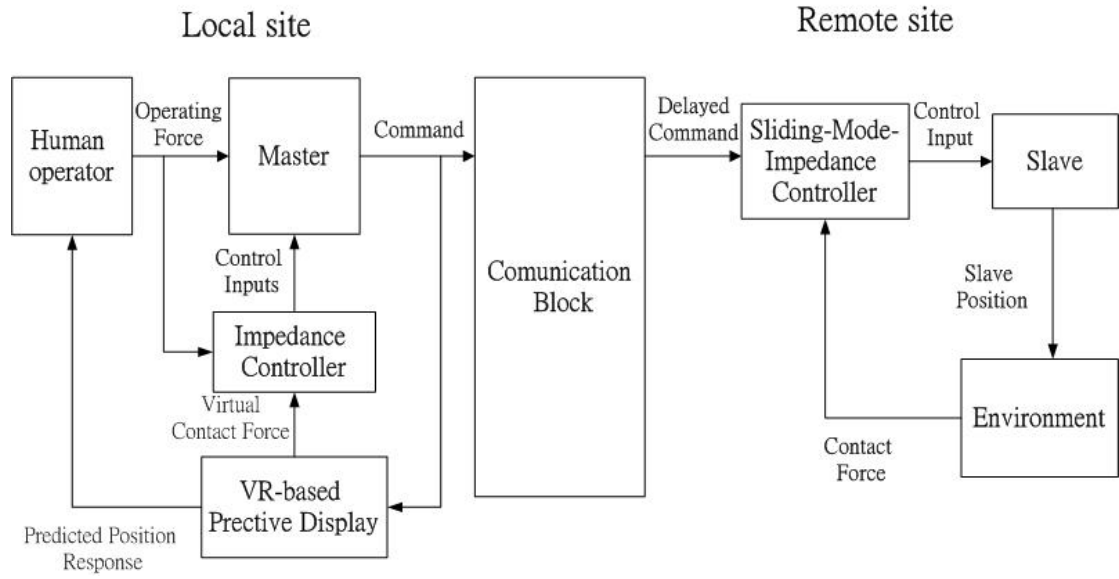 Local site
Remote site
Human
operator
Operating
Force
Master
Command
Comunication
Block
Delayed
Command
Sliding-Mode-
Impedance
Controller
Control
Input
Slave
Control
Inputs
Impedance
Controller
Virtual
Contact Force
VR-based
Prective Display
Predicted Position
Response
Slave
Position
Environment
Contact
Force